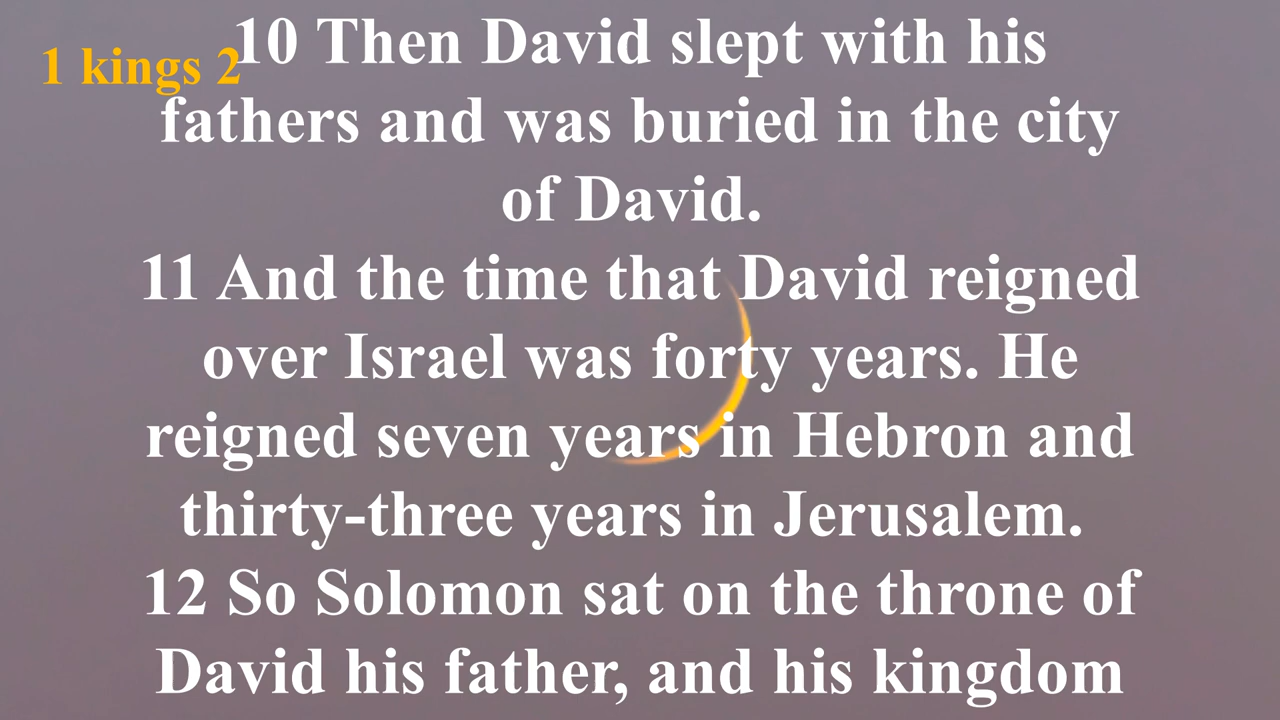 1 kings 2
10 Then David slept with his
fathers and was buried in the city
of David.
11 And the time that David reigned
over Israel was forty years. He
reigned seven years in Hebron and
thirty-three years in Jerusalem.
12 So Solomon sat on the throne of
David his father, and his kingdom